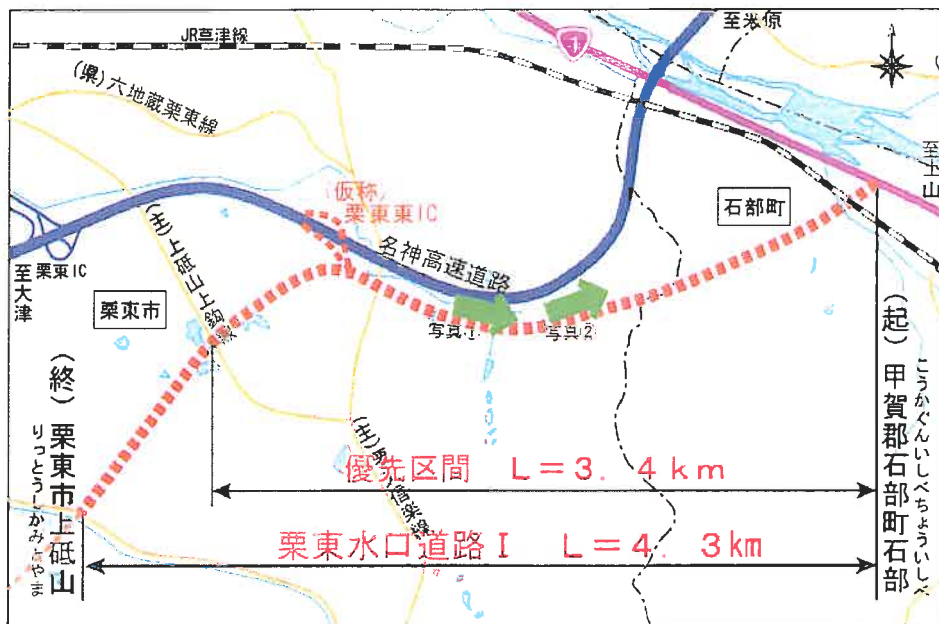 JR草津線
至米原
1
(県)六地蔵栗東線
至土山
(仮称)
栗東東IC
石部町
(主)上砥山上鈎線
名神高速道路
至大津
栗東IC
栗東市
写真①
写真②
(起)甲賀郡石部町石部
こうかぐんいしべちょういしべ
(終)栗東市上砥山
りっとうしかみとやま
優先区間 L=3.4km
栗東水口道路Ⅰ L=4.3km